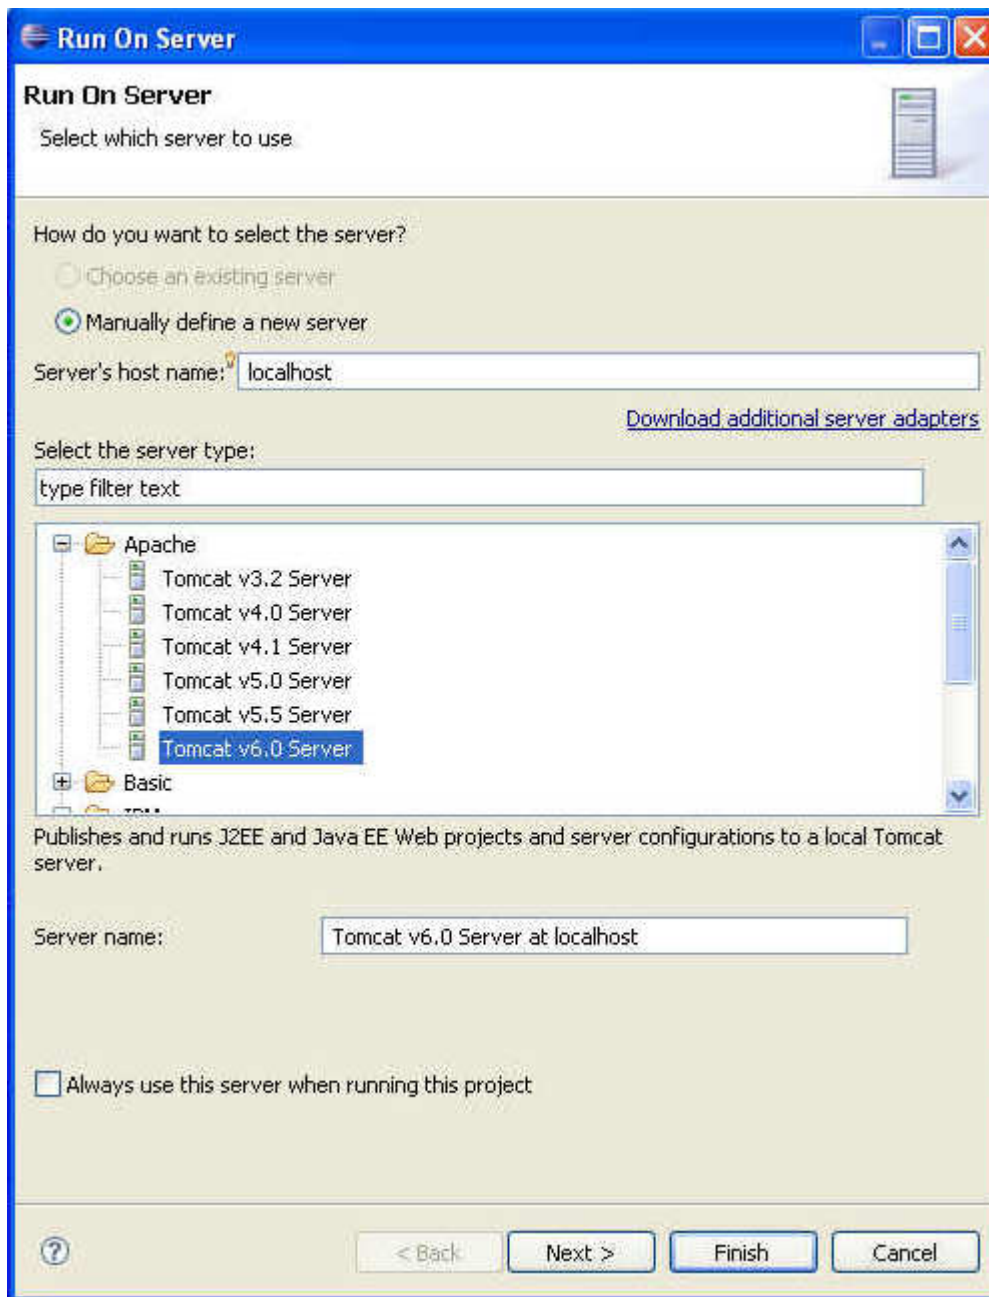 Run On Server
Run On Server
Select which server to use
How do you want to select the server?
Choose an existing server
Manually define a new server
Server's host name: localhost
Download additional server adapters
Select the server type:
type filter text
Apache
Tomcat v3.2 Server
Tomcat v4.0 Server
Tomcat v4.1 Server
Tomcat v5.0 Server
Tomcat v5.5 Server
Tomcat v6.0 Server
Basic
Publishes and runs J2EE and Java EE Web projects and server configurations to a local Tomcat
server.
Server name: Tomcat v6.0 Server at localhost
Always use this server when running this project
? < Back Next > Finish Cancel